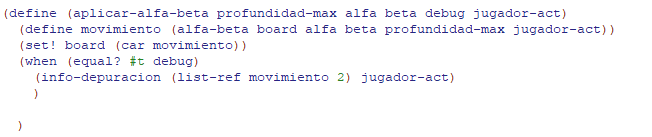 (define (aplicar-alfa-beta profundidad-max alfa beta debug jugador-act)
  (define movimiento (alfa-beta board alfa beta profundidad-max jugador-act))
  (set! board (car movimiento))
  (when (equal? #t debug)
    (info-depuracion (list-ref movimiento 2) jugador-act)
    )
  )